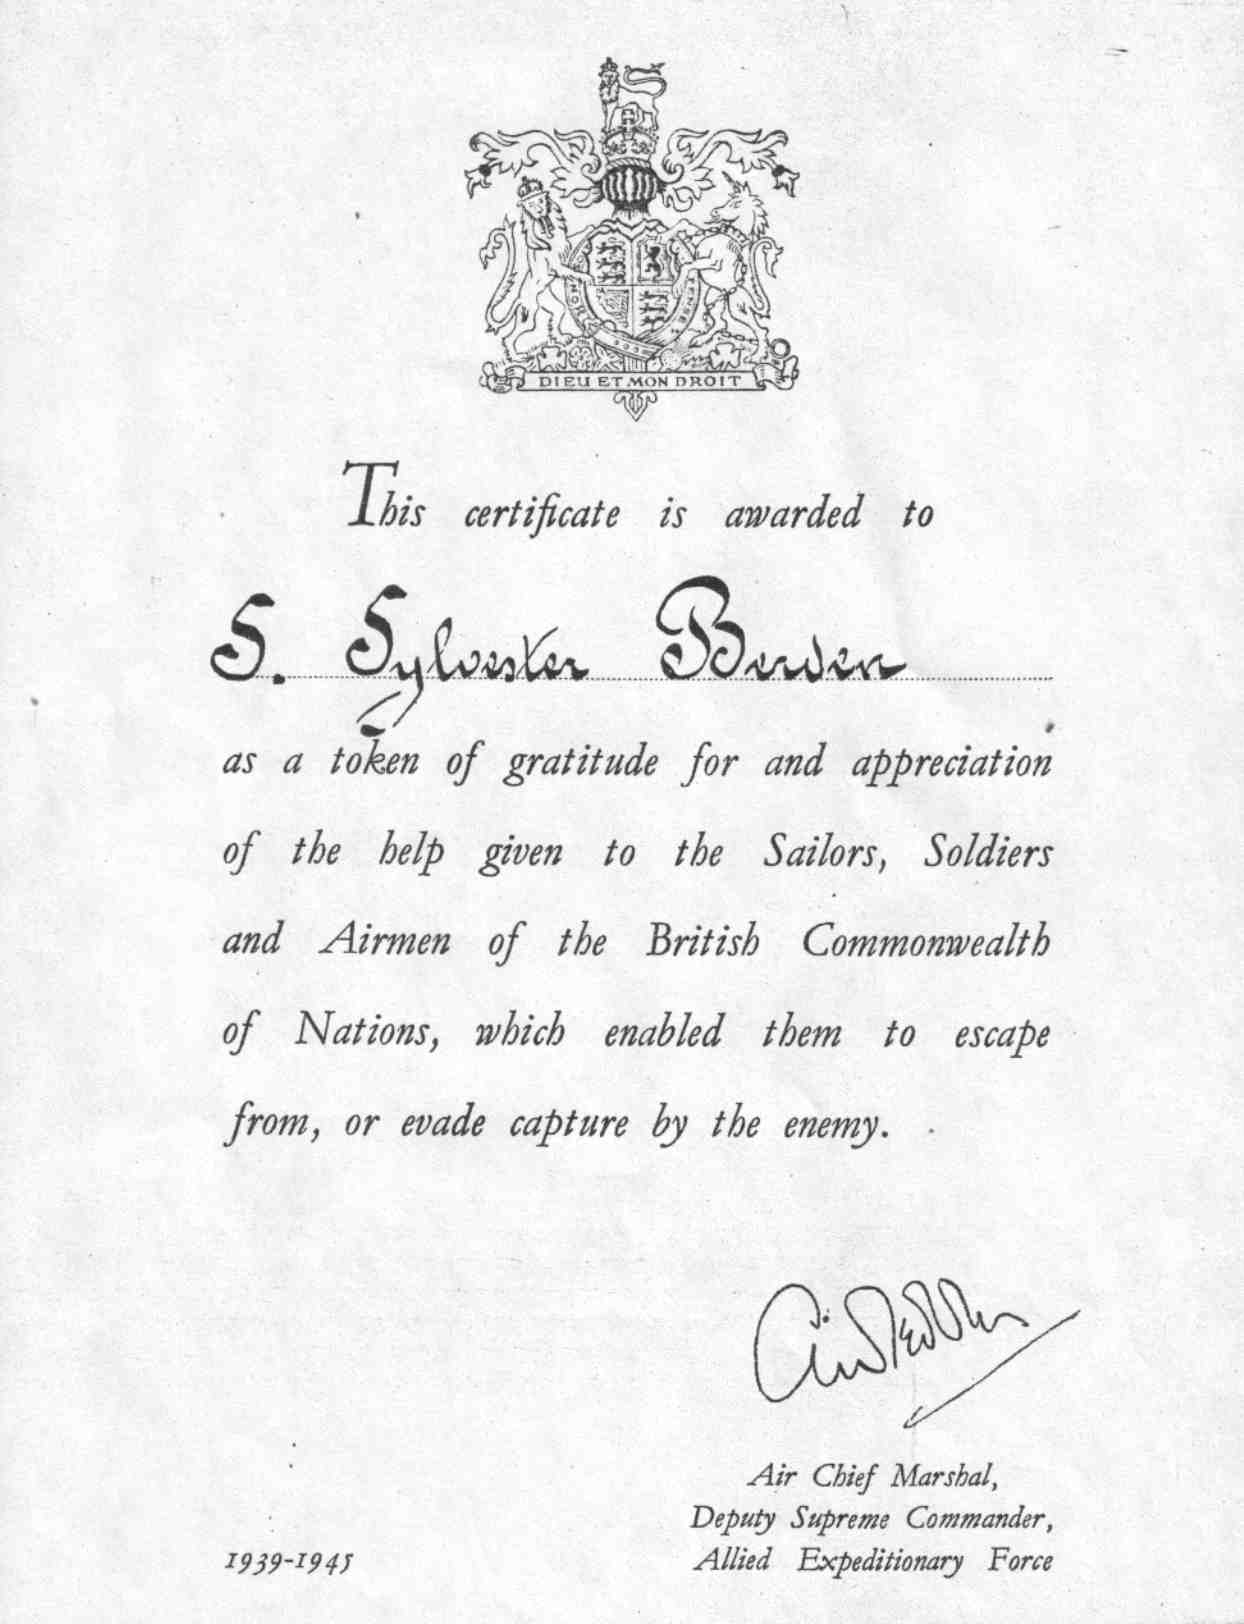 DIEU ET MON DROIT
This certificate is awarded to
S. Sylvester Berden
as a token of gratitude for and appreciation
of the help given to the Sailors, Soldiers
and Airmen of the British Commonwealth
of Nations, which enabled them to escape
from, or evade capture by the enemy.
Air Chief Marshal,
Deputy Supreme Commander,
1939-1945 Allied Expeditionary Force